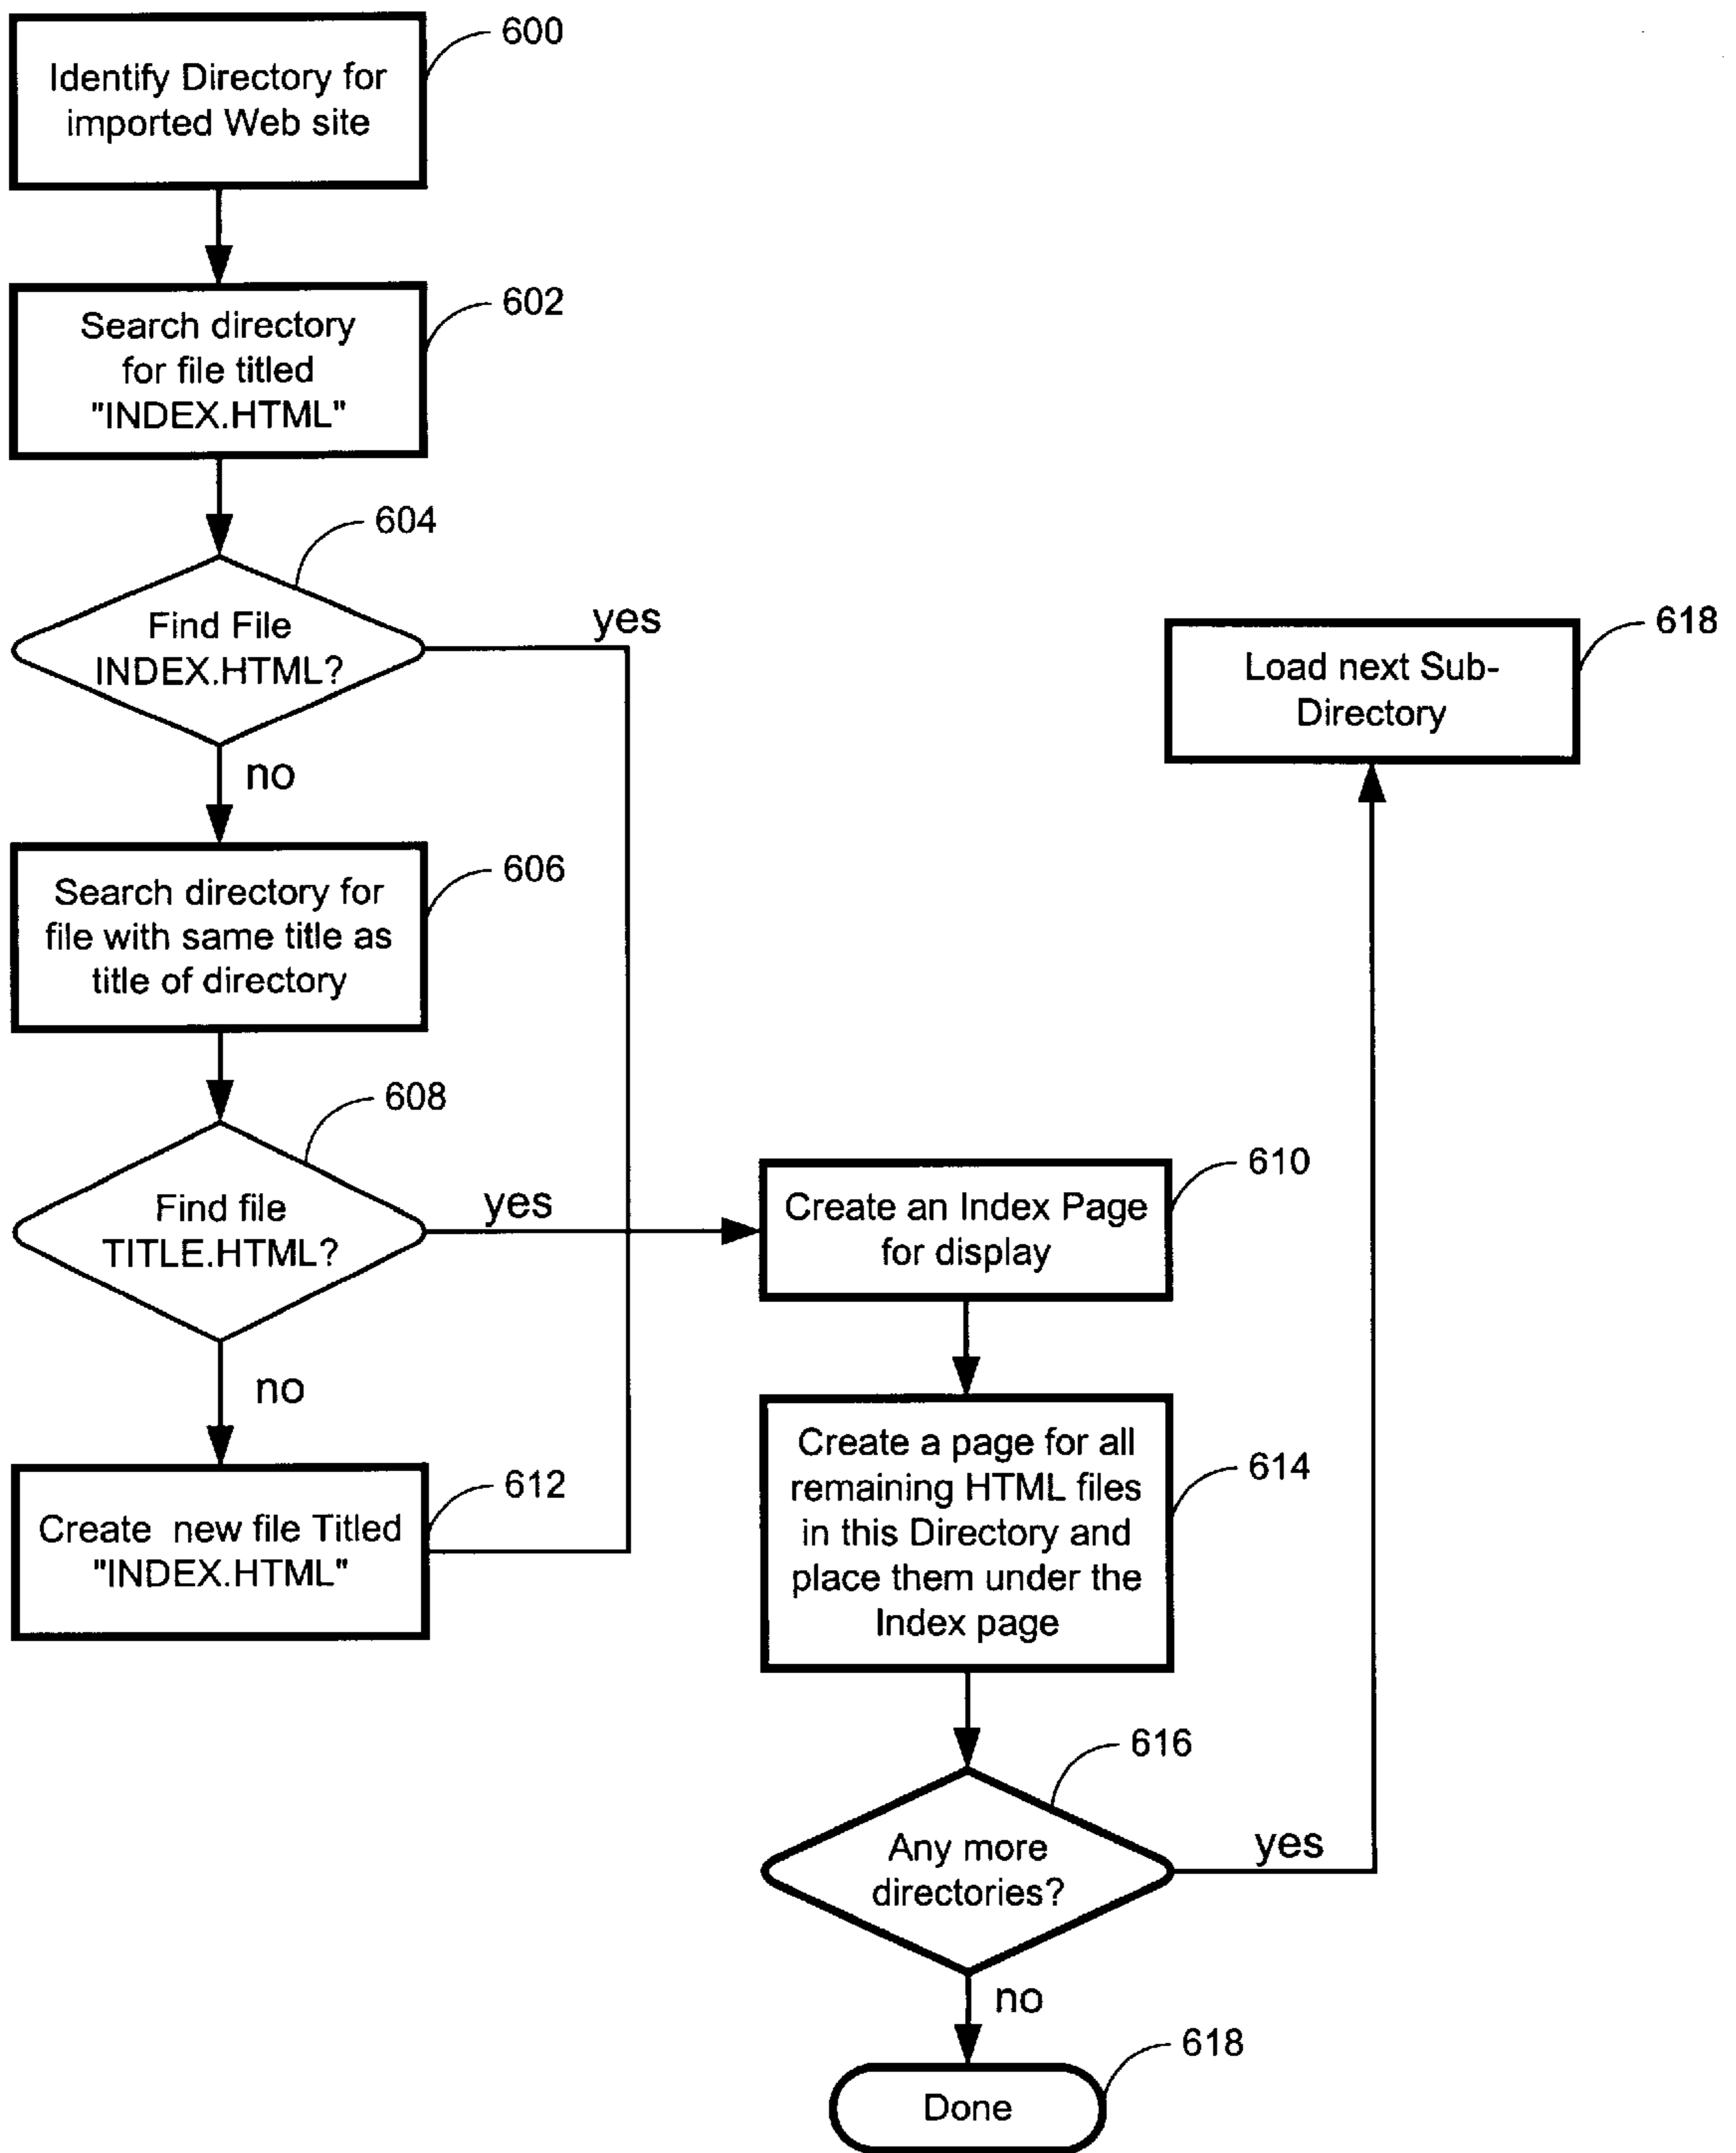 600
Identify Directory for
imported Web site
602
Search directory
for file titled
"INDEX.HTML"
604
Find File
INDEX.HTML?
yes
no
606
Search directory for
file with same title as
title of directory
608
Find file
TITLE.HTML?
yes
no
612
Create new file Titled
"INDEX.HTML"
610
Create an Index Page
for display
614
Create a page for all
remaining HTML files
in this Directory and
place them under the
Index page
616
Any more
directories?
yes
no
618
Load next Sub-
Directory
618
Done